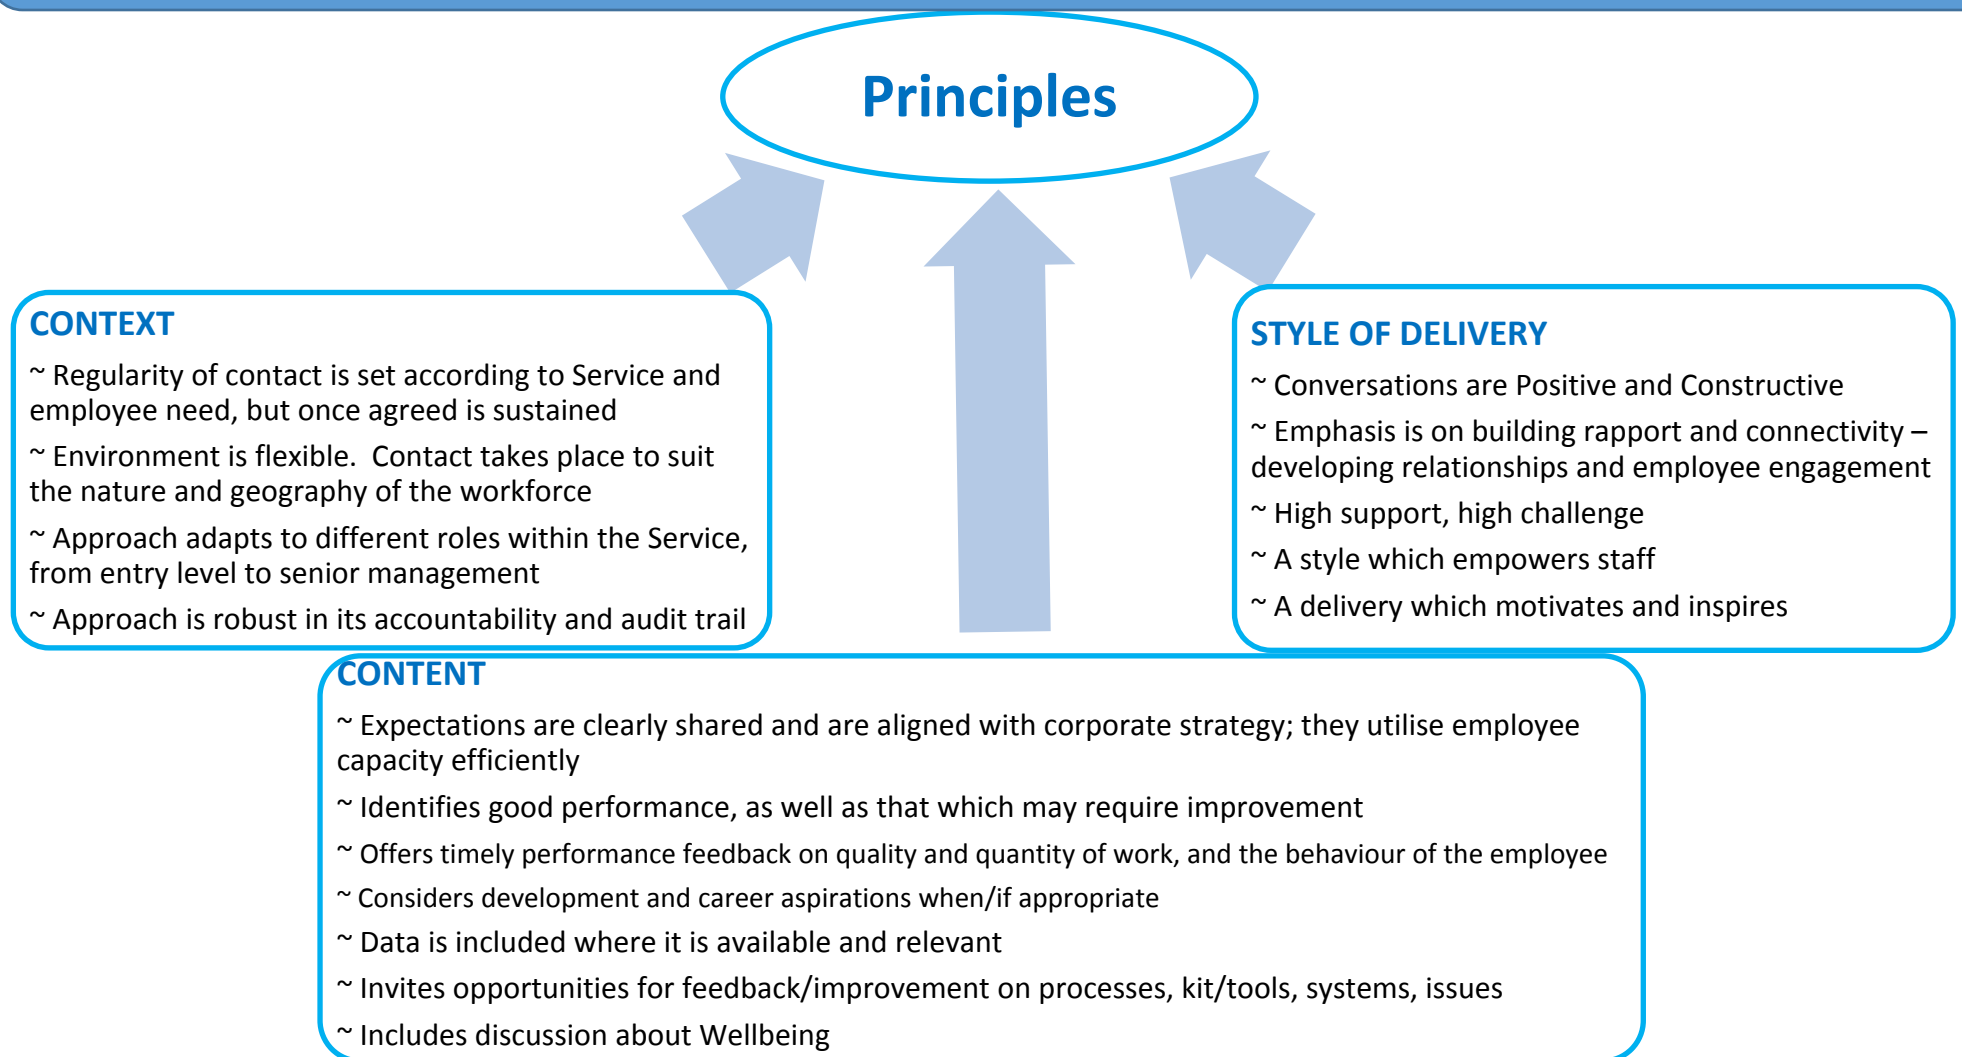 Principles
CONTEXT
~ Regularity of contact is set according to Service and
employee need, but once agreed is sustained
~ Environment is flexible.  Contact takes place to suit
the nature and geography of the workforce
~ Approach adapts to different roles within the Service,
from entry level to senior management
~ Approach is robust in its accountability and audit trail
STYLE OF DELIVERY
~ Conversations are Positive and Constructive
~ Emphasis is on building rapport and connectivity –
developing relationships and employee engagement
~ High support, high challenge
~ A style which empowers staff
~ A delivery which motivates and inspires
CONTENT
~ Expectations are clearly shared and are aligned with corporate strategy; they utilise employee
capacity efficiently
~ Identifies good performance, as well as that which may require improvement
~ Offers timely performance feedback on quality and quantity of work, and the behaviour of the employee
~ Considers development and career aspirations when/if appropriate
~ Data is included where it is available and relevant
~ Invites opportunities for feedback/improvement on processes, kit/tools, systems, issues
~ Includes discussion about Wellbeing